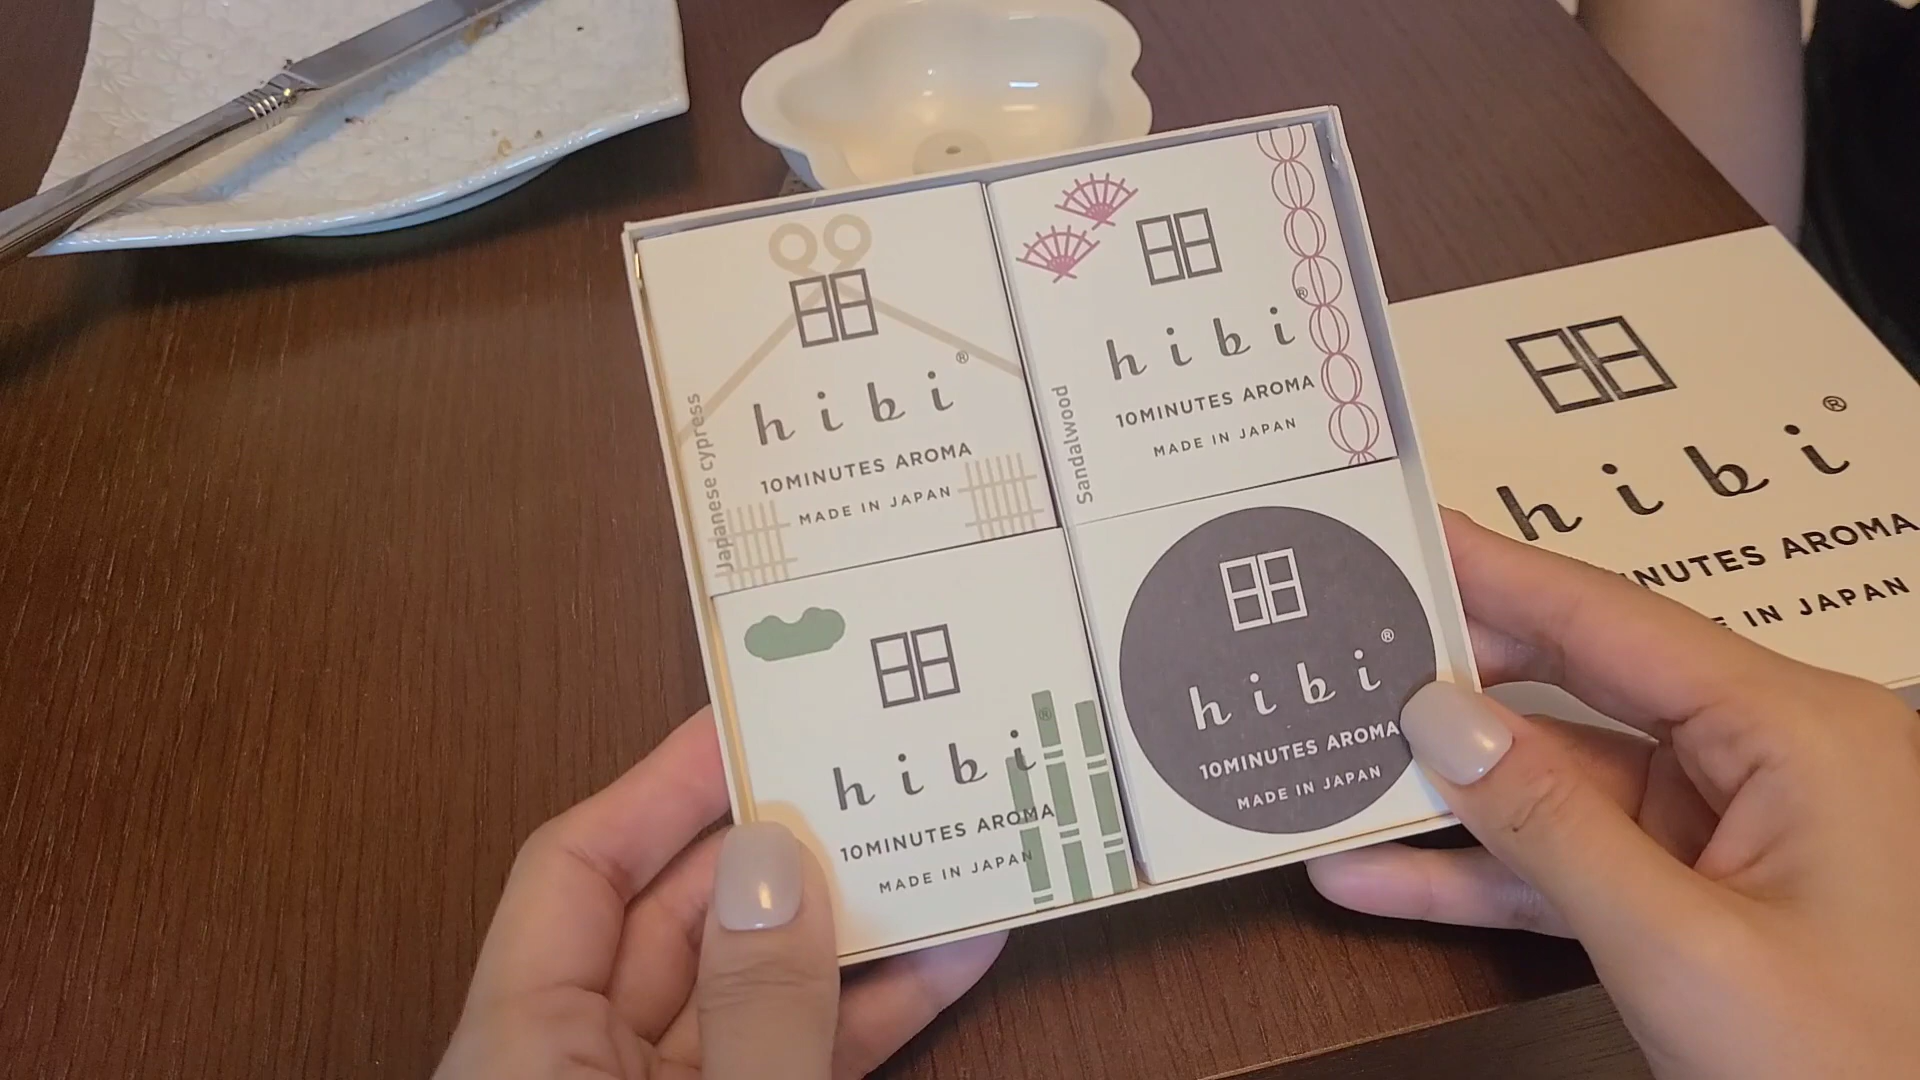 hibi®
10MINUTES AROMA
MADE IN JAPAN
Japanese cypress
hibi®
10MINUTES AROMA
MADE IN JAPAN
Sandalwood
hibi®
10MINUTES AROMA
MADE IN JAPAN
hibi®
10MINUTES AROMA
MADE IN JAPAN
hibi®
AROMA
IN JAPAN